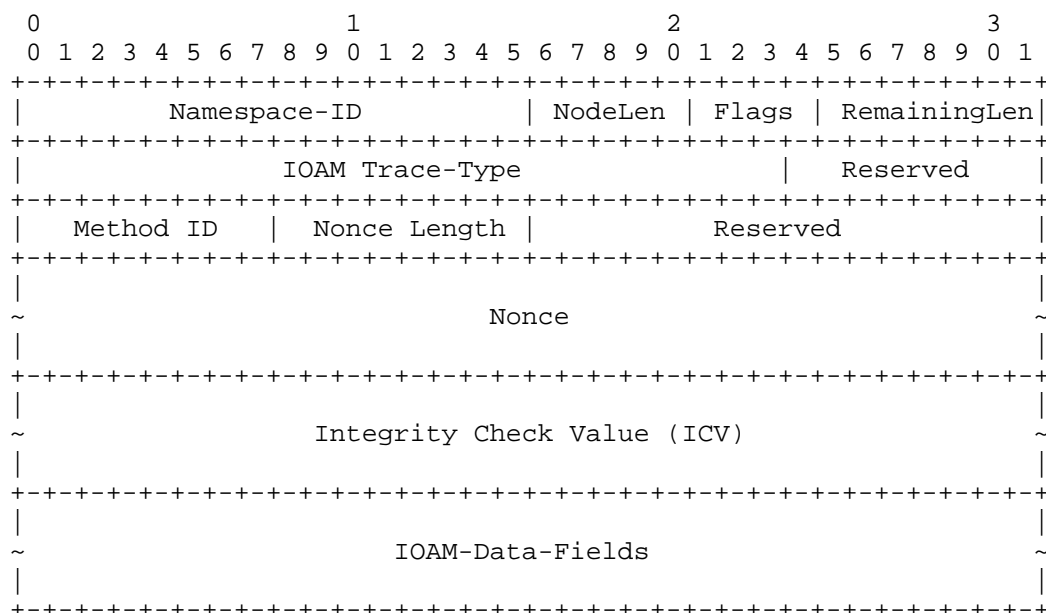 0                   1                   2                   3
 0 1 2 3 4 5 6 7 8 9 0 1 2 3 4 5 6 7 8 9 0 1 2 3 4 5 6 7 8 9 0 1
+-+-+-+-+-+-+-+-+-+-+-+-+-+-+-+-+-+-+-+-+-+-+-+-+-+-+-+-+-+-+-+-+
|         Namespace-ID          | NodeLen | Flags | RemainingLen|
+-+-+-+-+-+-+-+-+-+-+-+-+-+-+-+-+-+-+-+-+-+-+-+-+-+-+-+-+-+-+-+-+
|                IOAM Trace-Type                |   Reserved    |
+-+-+-+-+-+-+-+-+-+-+-+-+-+-+-+-+-+-+-+-+-+-+-+-+-+-+-+-+-+-+-+-+
|   Method ID   | Nonce Length |           Reserved            |
+-+-+-+-+-+-+-+-+-+-+-+-+-+-+-+-+-+-+-+-+-+-+-+-+-+-+-+-+-+-+-+-+
|                                                               |
~                             Nonce                             ~
|                                                               |
+-+-+-+-+-+-+-+-+-+-+-+-+-+-+-+-+-+-+-+-+-+-+-+-+-+-+-+-+-+-+-+-+
|                                                               |
~                  Integrity Check Value (ICV)                  ~
|                                                               |
+-+-+-+-+-+-+-+-+-+-+-+-+-+-+-+-+-+-+-+-+-+-+-+-+-+-+-+-+-+-+-+-+
|                                                               |
~                       IOAM-Data-Fields                        ~
|                                                               |
+-+-+-+-+-+-+-+-+-+-+-+-+-+-+-+-+-+-+-+-+-+-+-+-+-+-+-+-+-+-+-+-+